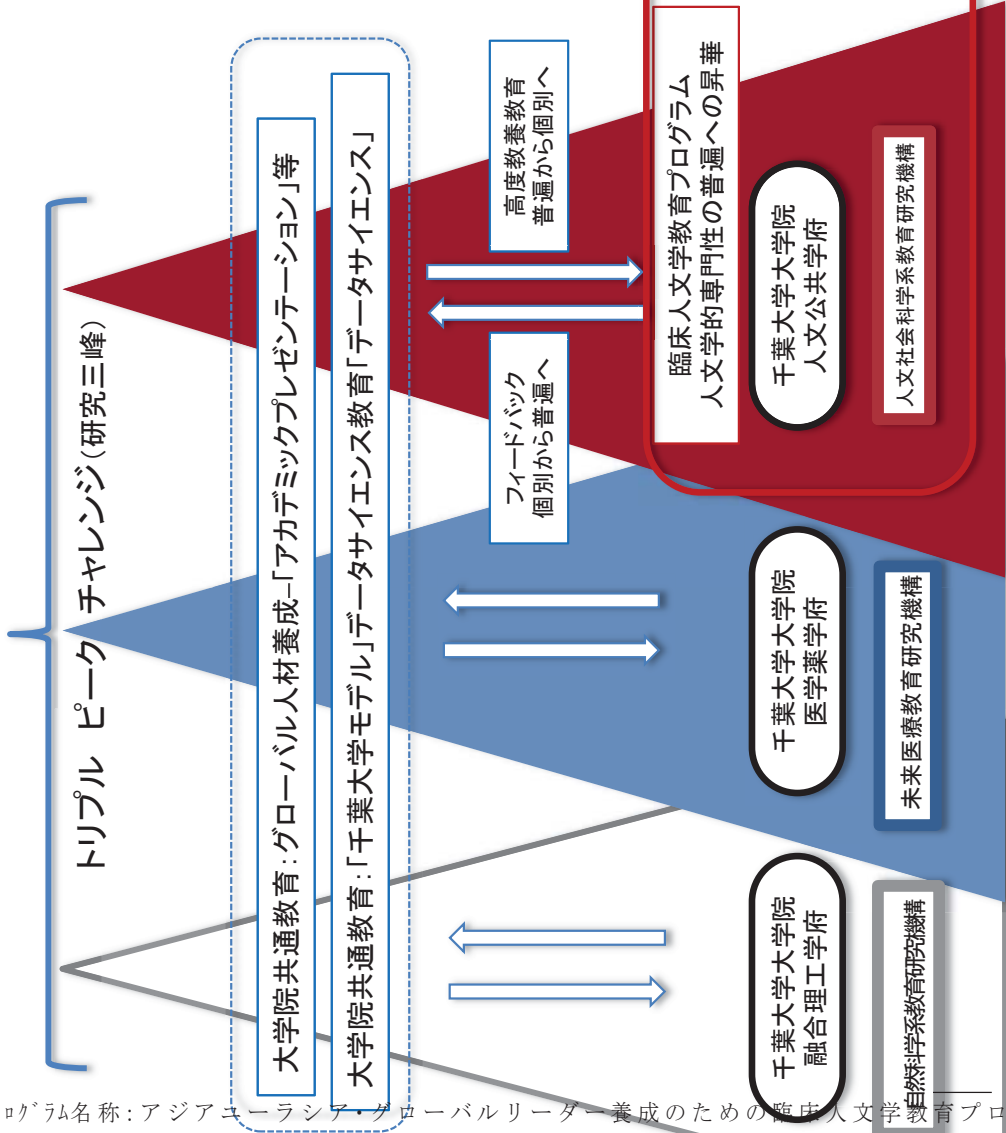 トリプル ピーク チャレンジ(研究三峰)
大学院共通教育:グローバル人材養成–「アカデミックプレゼンテーション」等
大学院共通教育:「千葉大学モデル」データサイエンス教育「データサイエンス」
フィードバック
個別から普遍へ
高度教養教育
普遍から個別へ
臨床人文学教育プログラム
人文学的専門性の普遍への昇華
千葉大学大学院
融合理工学府
千葉大学大学院
医学薬学府
千葉大学大学院
人文公共学府
自然科学系教育研究機構
未来医療教育研究機構
人文社会科学系教育研究機構
ログラム名称:アジアユーラシア・グローバルリーダー養成のための臨床人文学教育プロ